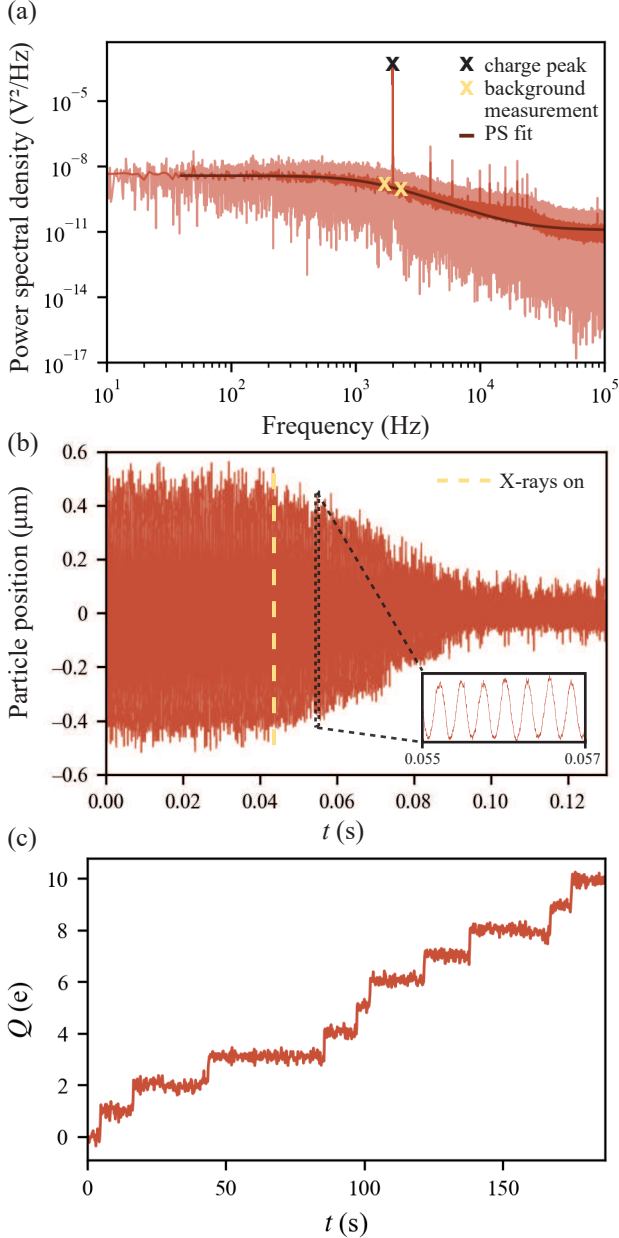 (a)
Power spectral density (V²/Hz)
10⁻⁵
10⁻⁸
10⁻¹¹
10⁻¹⁴
10⁻¹⁷
charge peak
background
measurement
PS fit
10¹
10²
10³
10⁴
10⁵
Frequency (Hz)
(b)
Particle position (μm)
0.6
0.4
0.2
0
−0.2
−0.4
−0.6
X-rays on
0.055
0.057
0.00
0.02
0.04
0.06
0.08
0.10
0.12
t (s)
(c)
Q (e)
10
8
6
4
2
0
0
50
100
150
t (s)